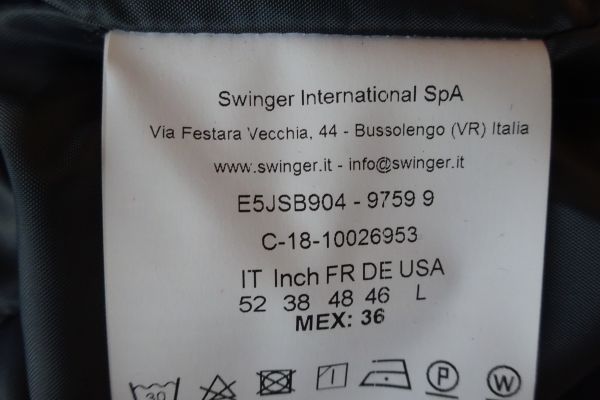 Swinger International SpA
Via Festara Vecchia, 44 - Bussolengo (VR) Italia
www.swinger.it - info@swinger.it
E5JSB904 - 9759 9
C-18-10026953
IT Inch FR DE USA
52 38 48 46 L
MEX: 36
30 P W